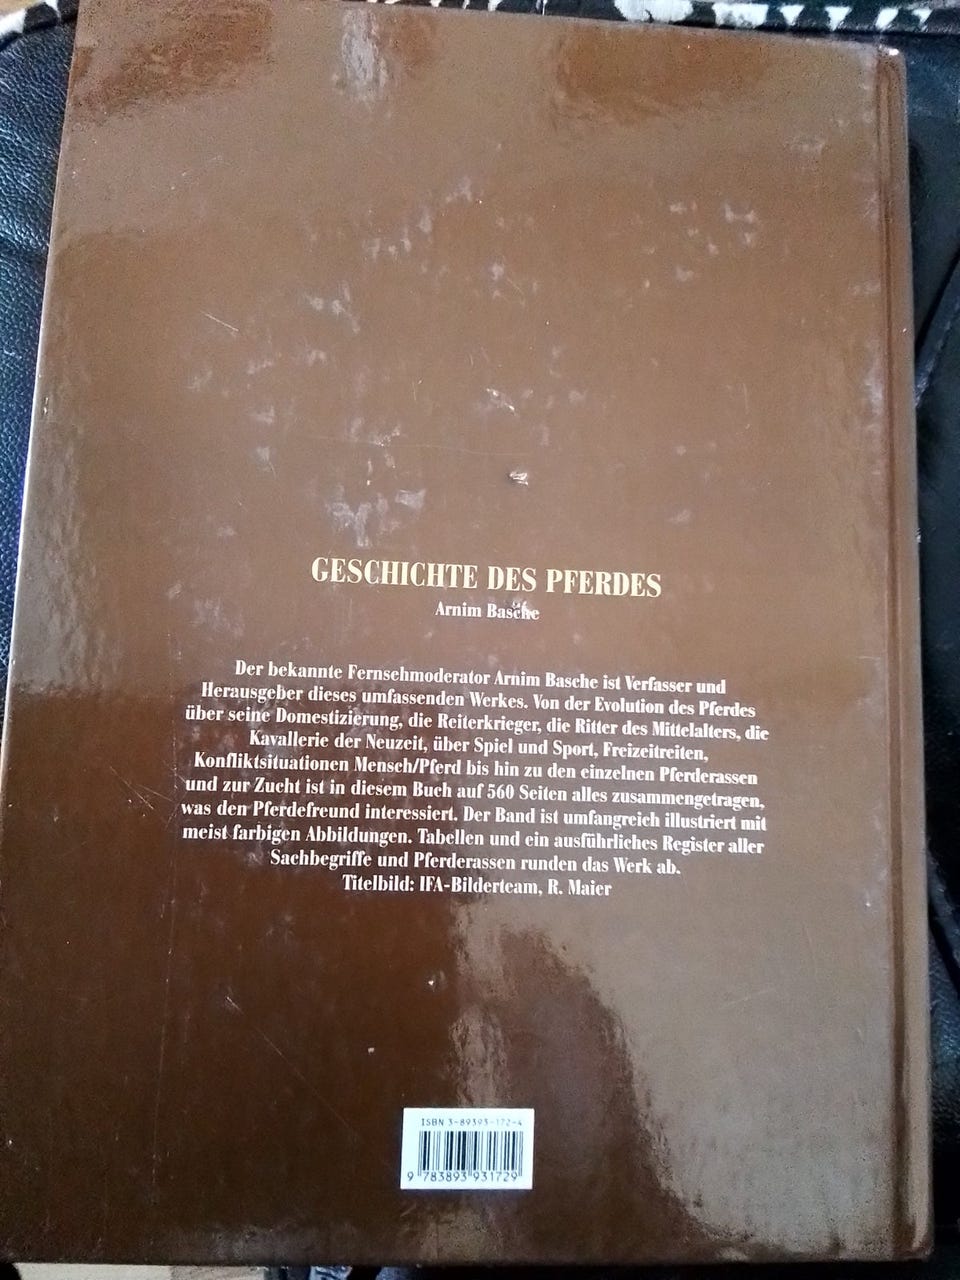 GESCHICHTE DES PFERDES
Arnim Basche
Der bekannte Fernsehmoderator Arnim Basche ist Verfasser und
Herausgeber dieses umfassenden Werkes. Von der Evolution des Pferdes
über seine Domestizierung, die Reiterkrieger, die Ritter des Mittelalters, die
Kavallerie der Neuzeit, über Spiel und Sport, Freizeitreiten,
Konfliktsituationen Mensch/Pferd bis hin zu den einzelnen Pferderassen
und zur Zucht ist in diesem Buch auf 560 Seiten alles zusammengetragen,
was den Pferdefreund interessiert. Der Band ist umfangreich illustriert mit
meist farbigen Abbildungen. Tabellen und ein ausführliches Register aller
Sachbegriffe und Pferderassen runden das Werk ab.
Titelbild: IFA-Bilderteam, R. Maier
ISBN 3-89393-172-4
9 783893 931729